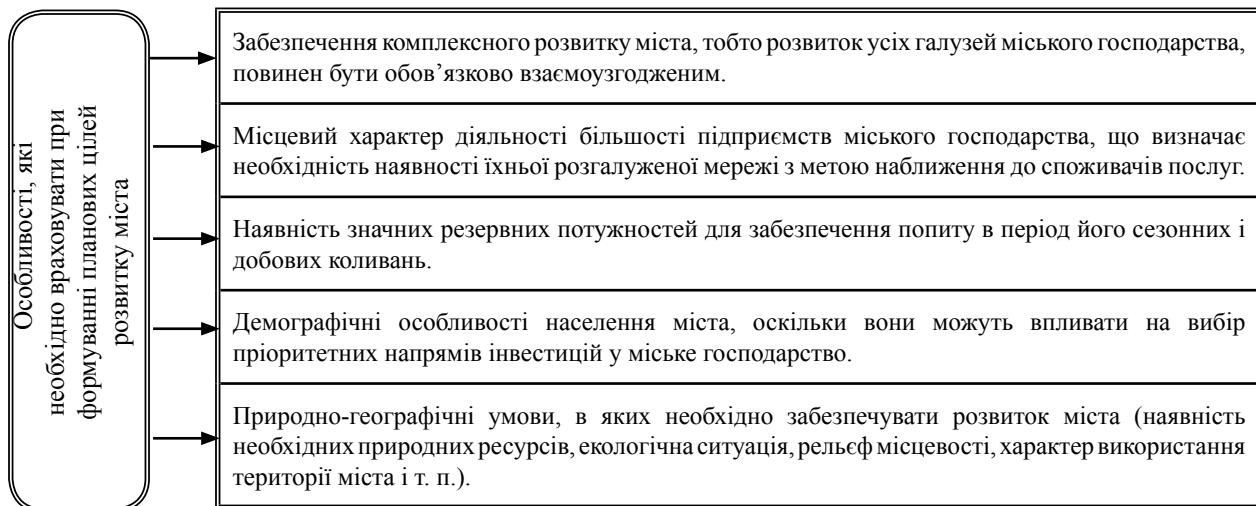 Особливості, які
необхідно враховувати при
формуванні планових цілей
розвитку міста
Забезпечення комплексного розвитку міста, тобто розвиток усіх галузей міського господарства,
повинен бути обов’язково взаємоузгодженим.
Місцевий характер діяльності більшості підприємств міського господарства, що визначає
необхідність наявності їхньої розгалуженої мережі з метою наближення до споживачів послуг.
Наявність значних резервних потужностей для забезпечення попиту в період його сезонних і
добових коливань.
Демографічні особливості населення міста, оскільки вони можуть впливати на вибір
пріоритетних напрямів інвестицій у міське господарство.
Природно-географічні умови, в яких необхідно забезпечувати розвиток міста (наявність
необхідних природних ресурсів, екологічна ситуація, рельєф місцевості, характер використання
території міста і т. п.).